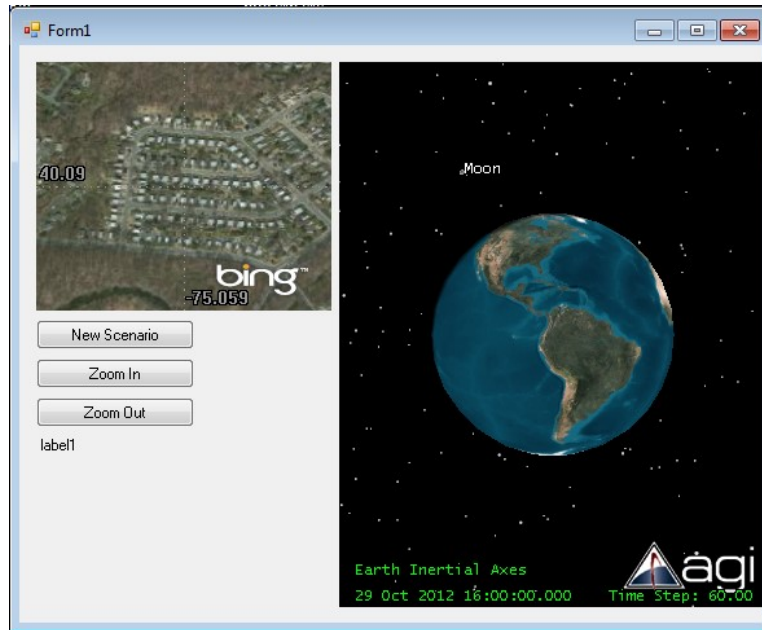 Form1
40.09
bing™
-75.059
New Scenario
Zoom In
Zoom Out
label1
Moon
agi
Earth Inertial Axes
29 Oct 2012 16:00:00.000 Time Step: 60.00